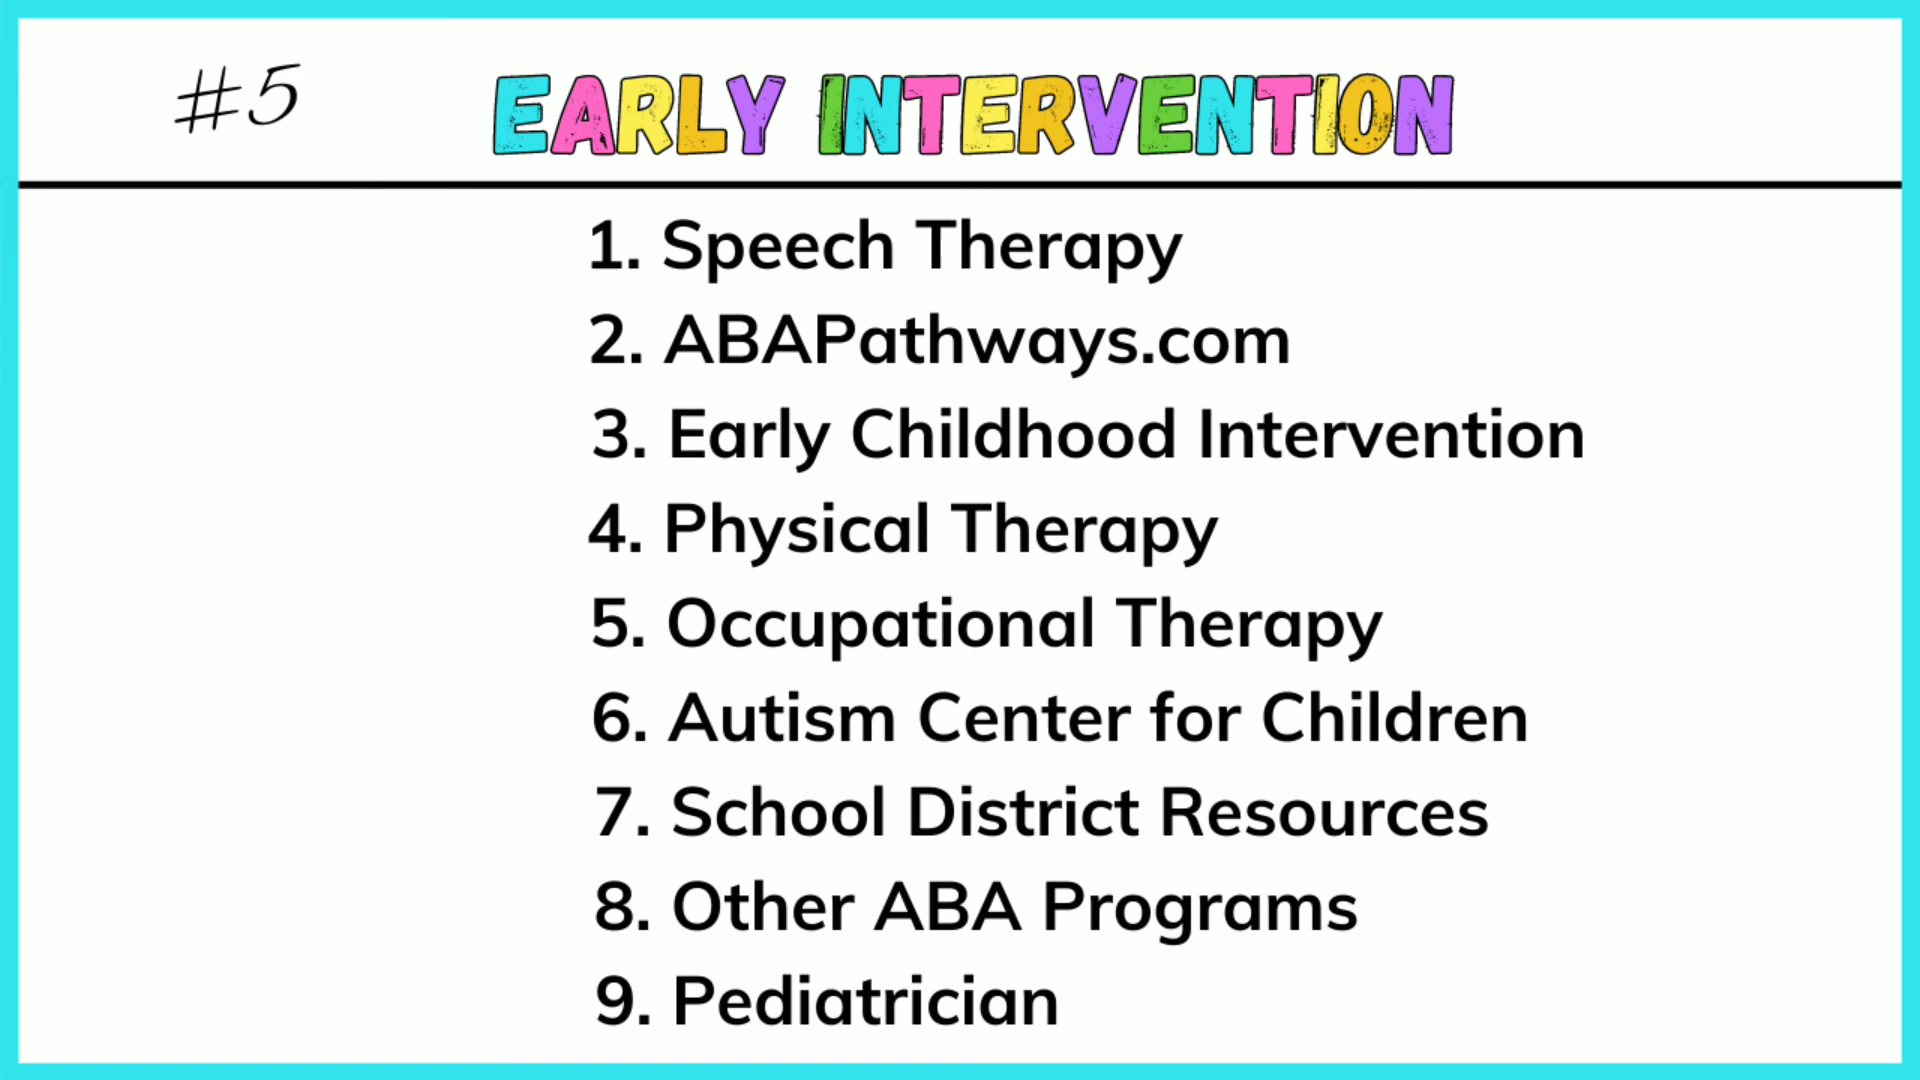 #5
EARLY INTERVENTION
1. Speech Therapy
2. ABAPathways.com
3. Early Childhood Intervention
4. Physical Therapy
5. Occupational Therapy
6. Autism Center for Children
7. School District Resources
8. Other ABA Programs
9. Pediatrician